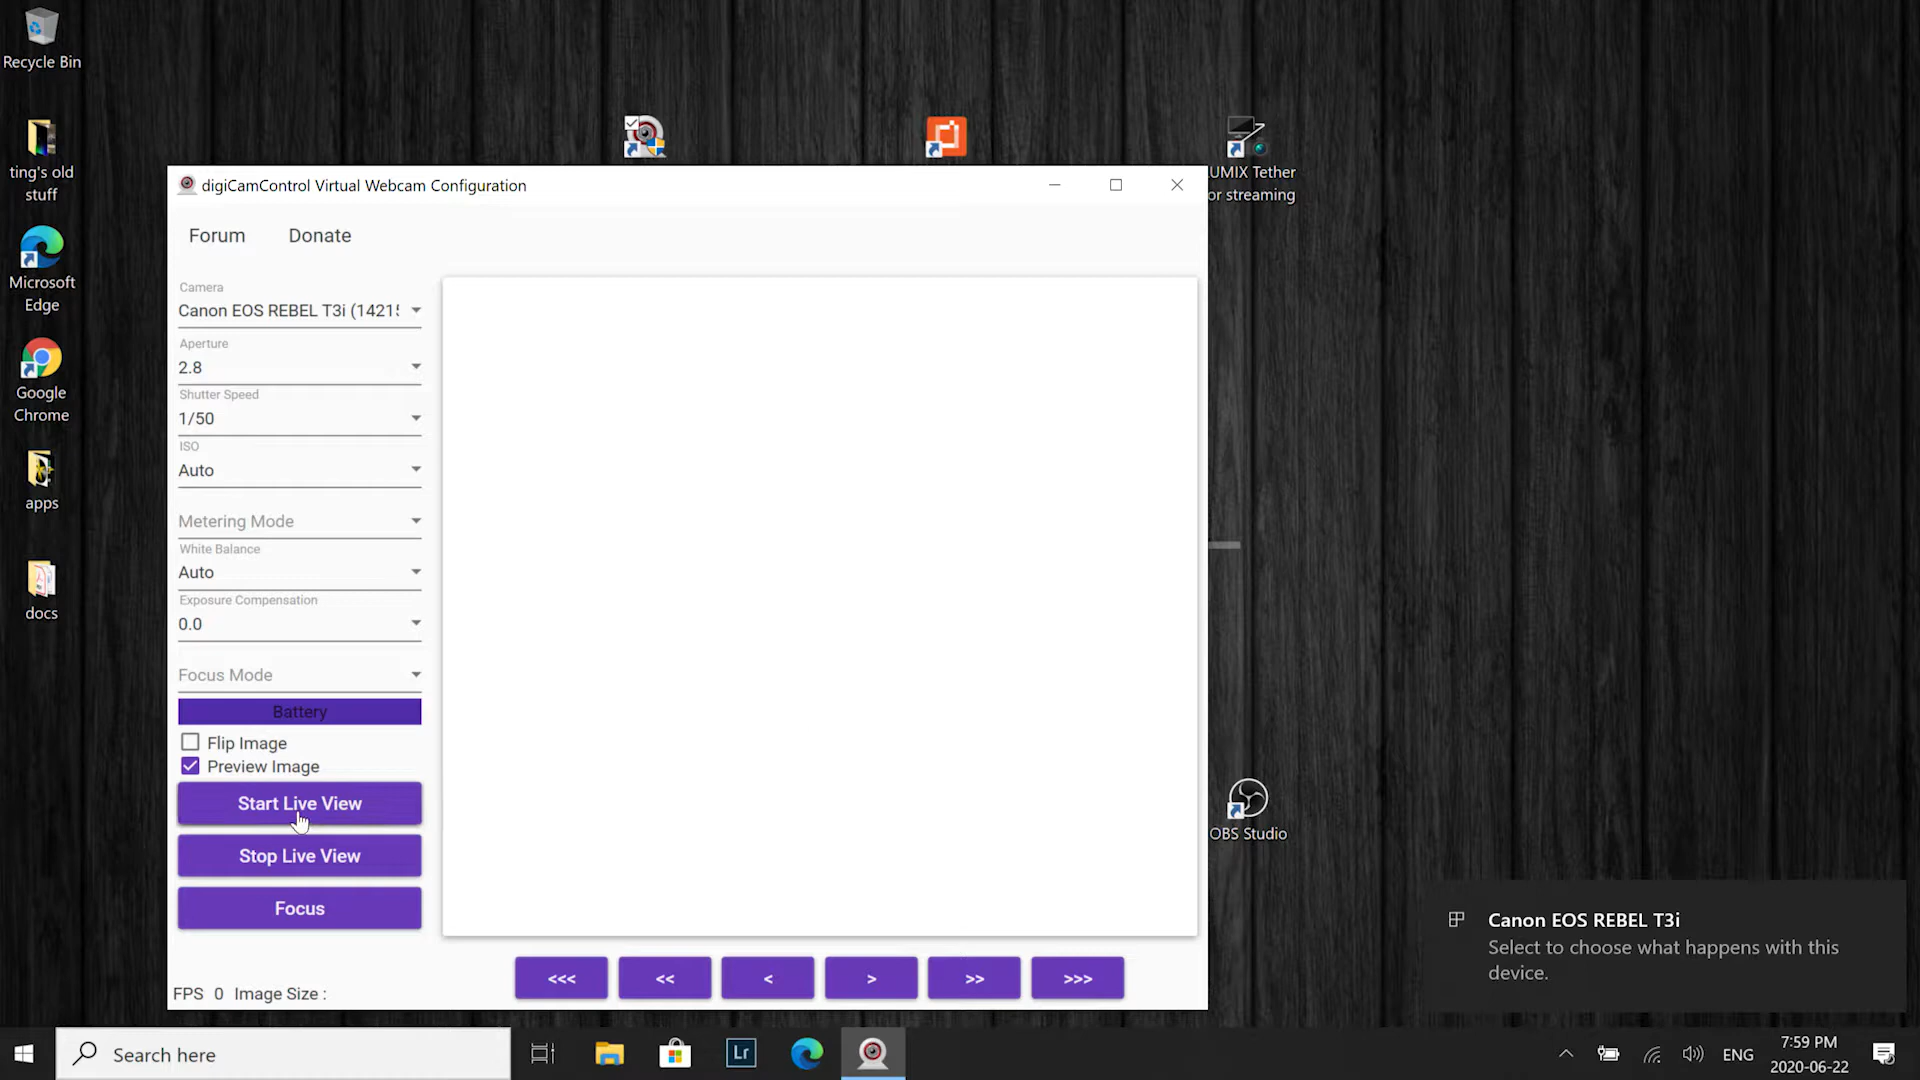 Recycle Bin
ting's old
stuff
Microsoft
Edge
Google
Chrome
apps
docs
UMIX Tether
or streaming
OBS Studio
digiCamControl Virtual Webcam Configuration
Forum Donate
Camera
Canon EOS REBEL T3i (1421
Aperture
2.8
Shutter Speed
1/50
ISO
Auto
Metering Mode
White Balance
Auto
Exposure Compensation
0.0
Focus Mode
Battery
Flip Image
Preview Image
Start Live View
Stop Live View
Focus
FPS 0 Image Size :
<<< << < > >> >>>
Canon EOS REBEL T3i
Select to choose what happens with this
device.
Search here
Lr
ENG
7:59 PM
2020-06-22